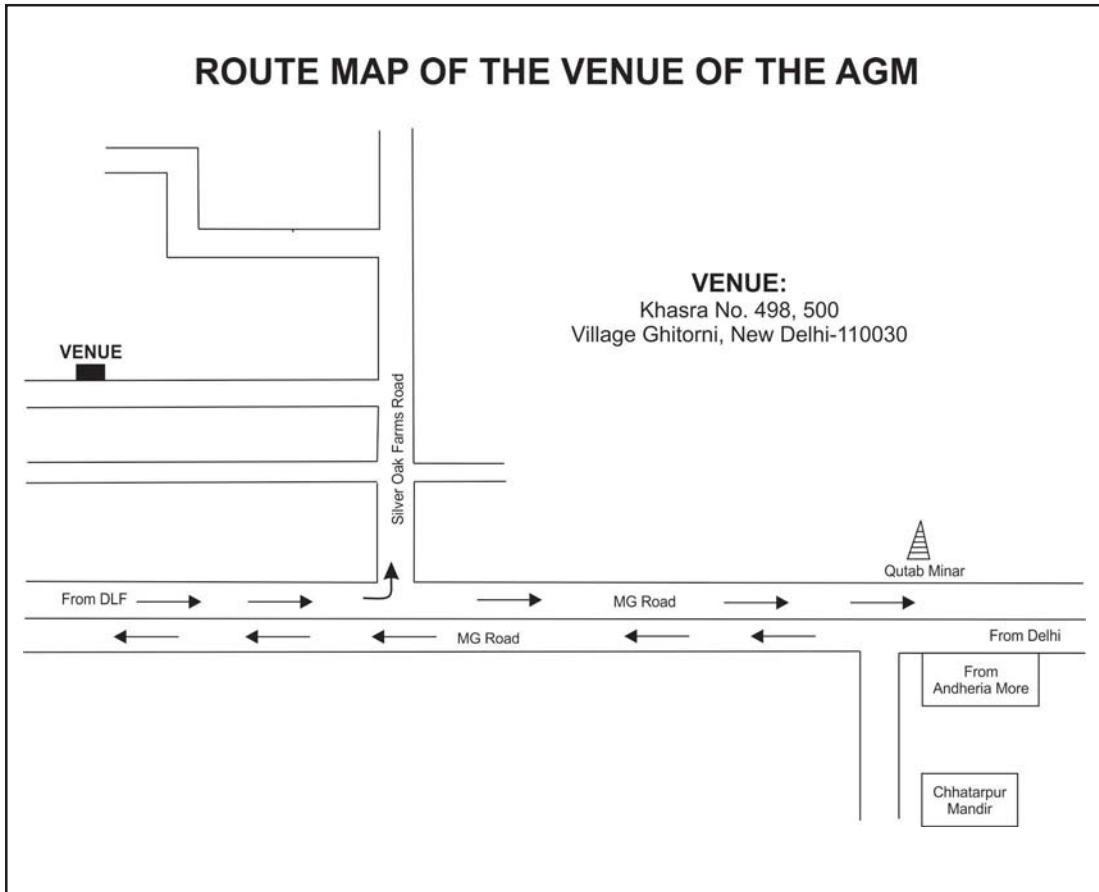 ROUTE MAP OF THE VENUE OF THE AGM
VENUE:
Khasra No. 498, 500
Village Ghitorni, New Delhi-110030
VENUE
Silver Oak Farms Road
Qutab Minar
From DLF
MG Road
MG Road
From Delhi
From
Andheria More
Chhatarpur
Mandir